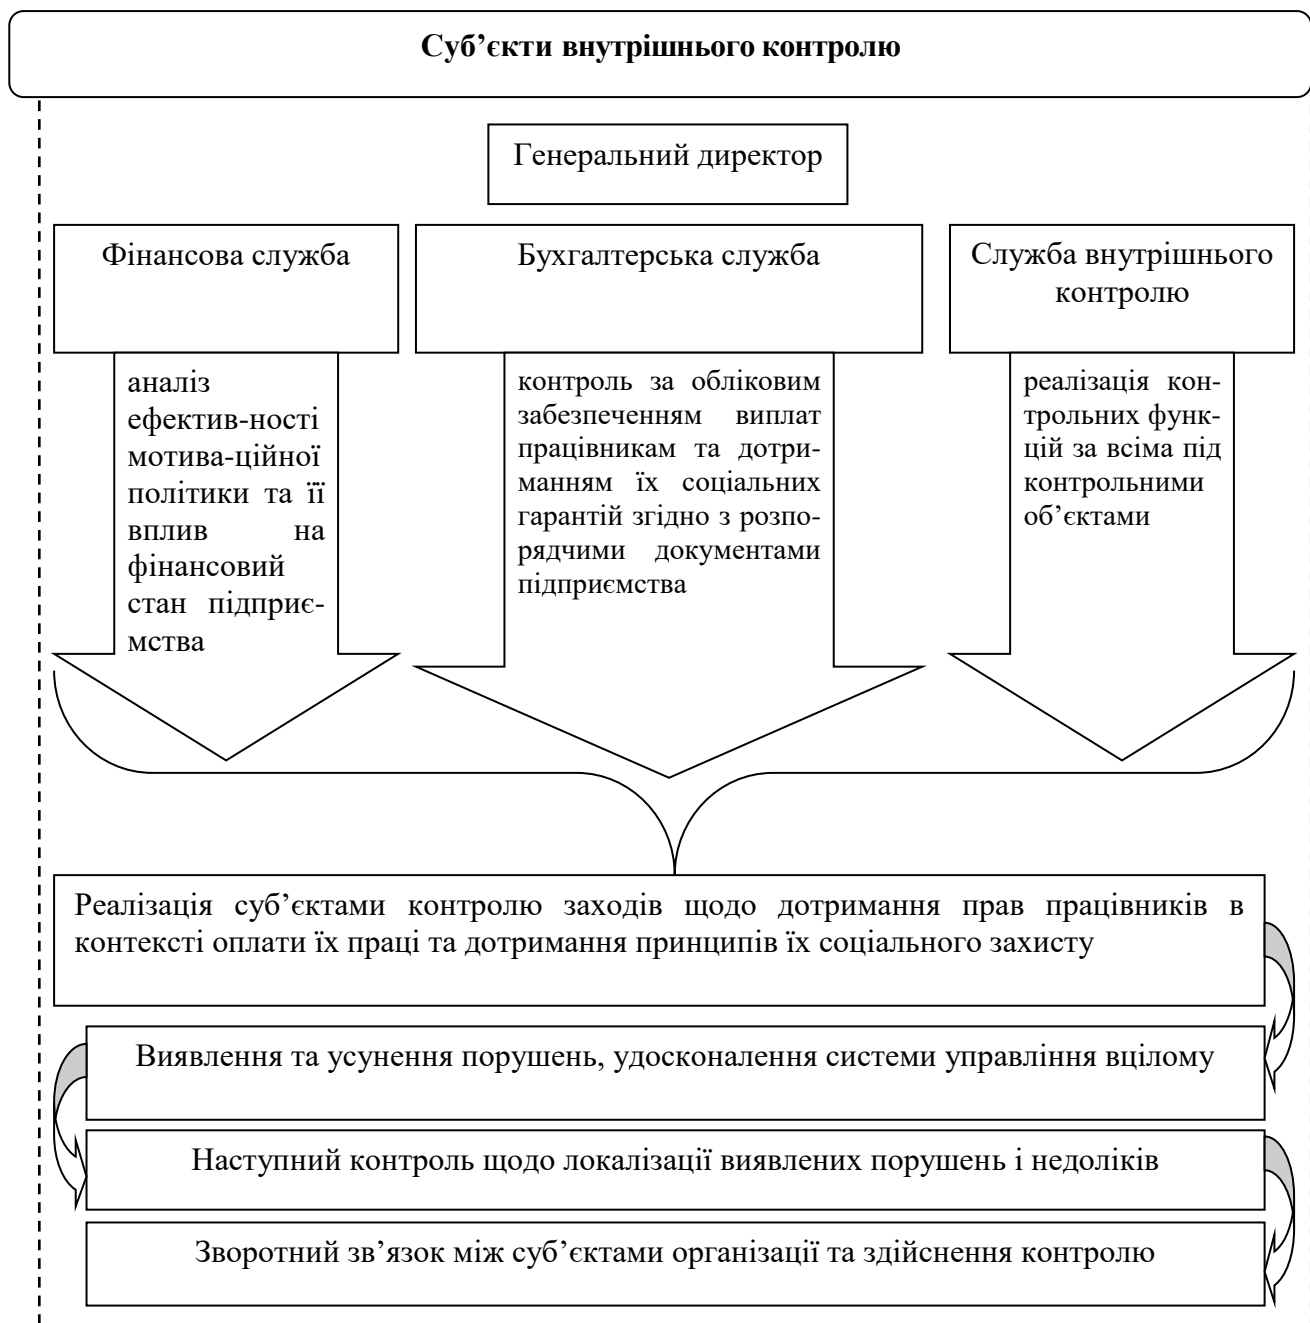 Суб’єкти внутрішнього контролю
Генеральний директор
Фінансова служба
Бухгалтерська служба
Служба внутрішнього
контролю
аналіз
ефектив-ності
мотива-ційної
політики та її
вплив на
фінансовий
стан підприє-
мства
контроль за обліковим
забезпеченням виплат
працівникам та дотри-
манням їх соціальних
гарантій згідно з розпо-
рядчими документами
підприємства
реалізація кон-
трольних функ-
цій за всіма під
контрольними
об’єктами
Реалізація суб’єктами контролю заходів щодо дотримання прав працівників в
контексті оплати їх праці та дотримання принципів їх соціального захисту
Виявлення та усунення порушень, удосконалення системи управління вцілому
Наступний контроль щодо локалізації виявлених порушень і недоліків
Зворотний зв’язок між суб’єктами організації та здійснення контролю